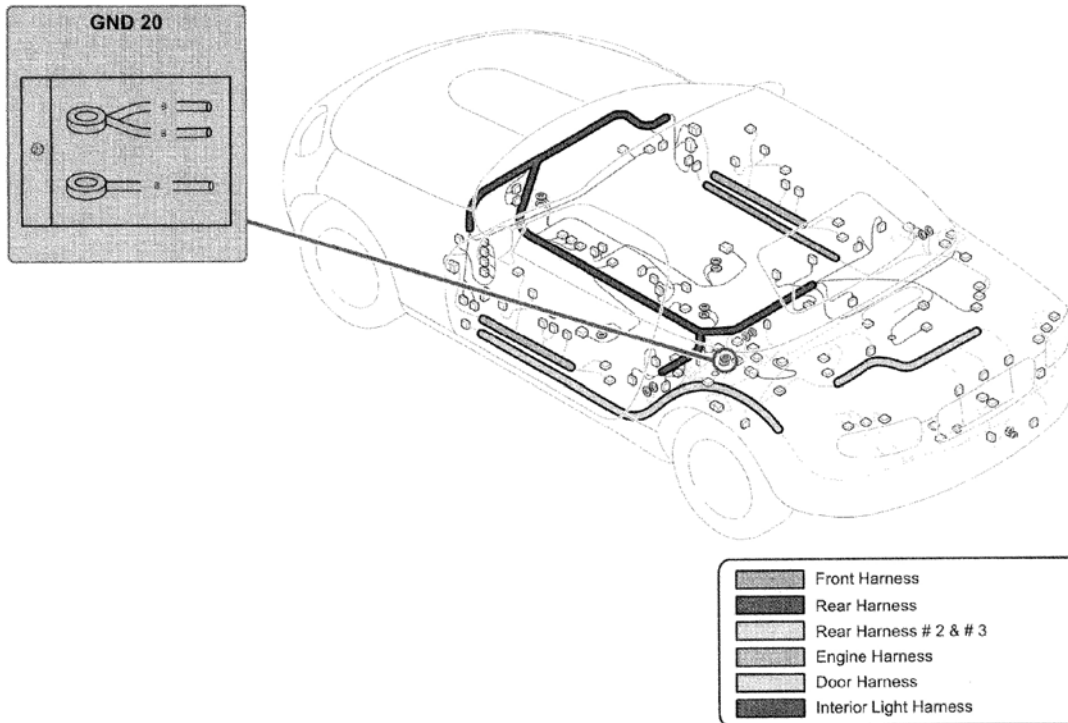 GND 20
Front Harness
Rear Harness
Rear Harness # 2 & # 3
Engine Harness
Door Harness
Interior Light Harness